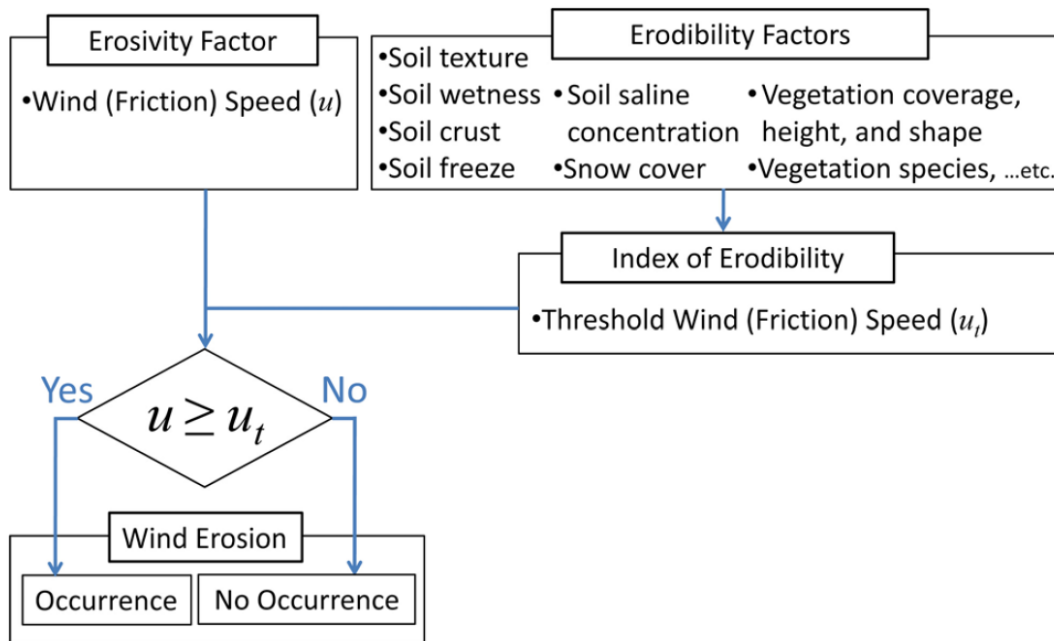 Erosivity Factor
•Wind (Friction) Speed (u)
Erodibility Factors
•Soil texture
•Soil wetness
•Soil crust
•Soil freeze
•Soil saline
concentration
•Snow cover
•Vegetation coverage,
height, and shape
•Vegetation species, ...etc.
Index of Erodibility
•Threshold Wind (Friction) Speed (uₜ)
Yes
No
u ≥ uₜ
Wind Erosion
Occurrence
No Occurrence